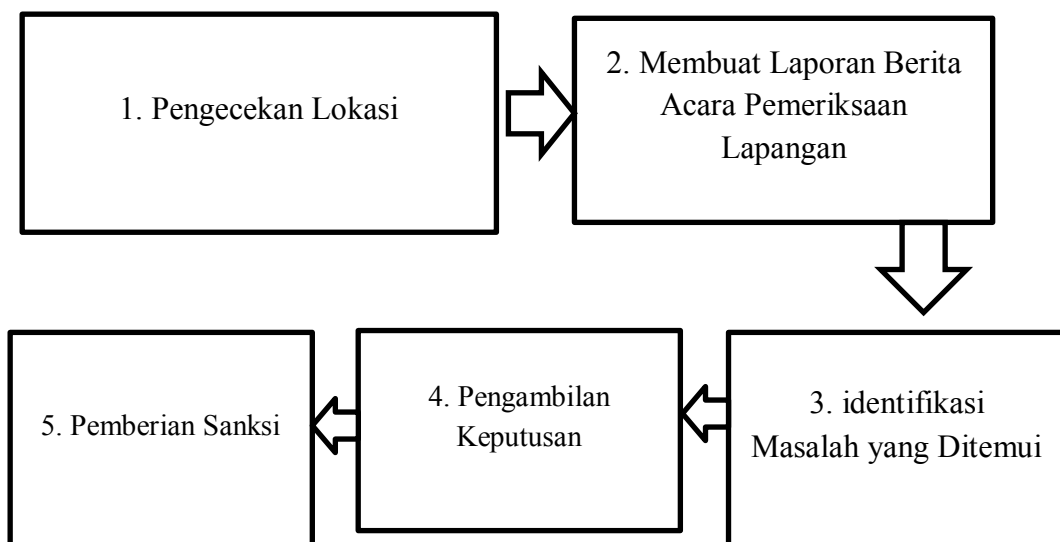 1. Pengecekan Lokasi
2. Membuat Laporan Berita
Acara Pemeriksaan
Lapangan
3. identifikasi
Masalah yang Ditemui
4. Pengambilan
Keputusan
5. Pemberian Sanksi